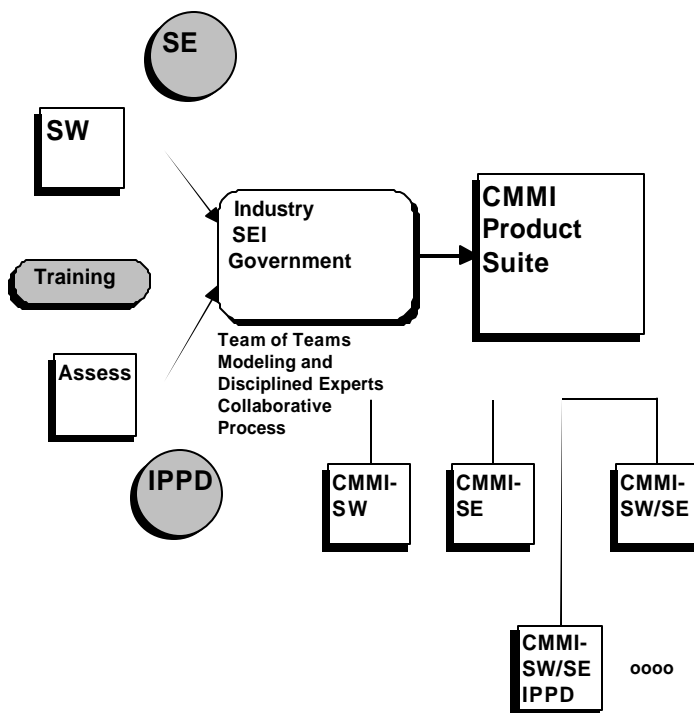 SE
SW
Training
Assess
IPPD
Industry
SEI
Government
Team of Teams
Modeling and
Disciplined Experts
Collaborative
Process
CMMI
Product
Suite
CMMI-
SW
CMMI-
SE
CMMI-
SW/SE
CMMI-
SW/SE
IPPD
oooo